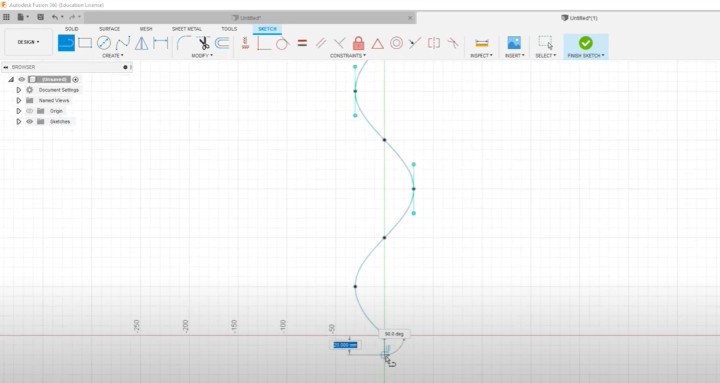 Autodesk Fusion 360 (Education License)
Untitled*
Untitled*(1)
SOLID SURFACE MESH SHEET METAL TOOLS SKETCH
DESIGN
CREATE MODIFY CONSTRAINTS INSPECT INSERT SELECT FINISH SKETCH
BROWSER
(Unsaved)
Document Settings
Named Views
Origin
Sketches
-250
-200
-150
-100
-50
90.0 deg
20.000 mm